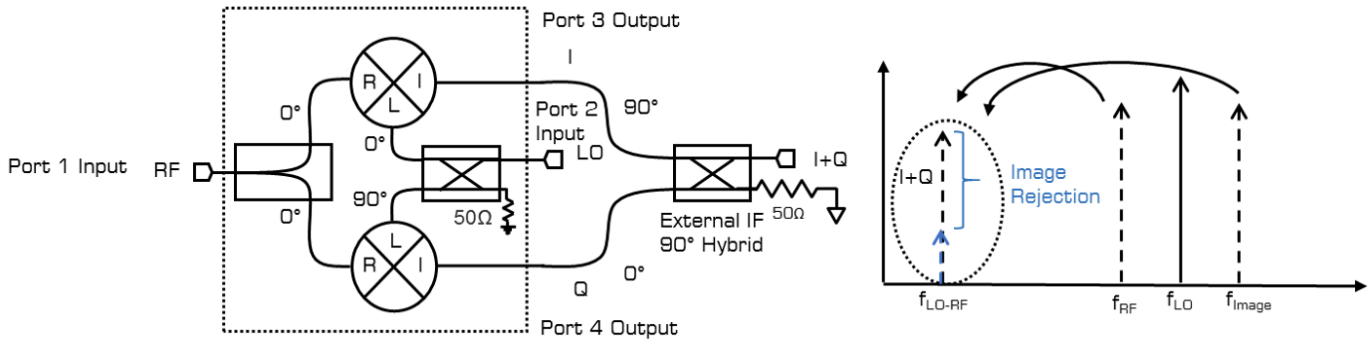 Port 3 Output
I
R
I
L
0°
0°
Port 2
Input
LO
90°
Port 1 Input
RF
I+Q
0°
90°
50Ω
50Ω
External IF
90° Hybrid
L
R
I
0°
Q
Port 4 Output
I+Q
Image
Rejection
fLO-RF
fRF
fLO
fImage